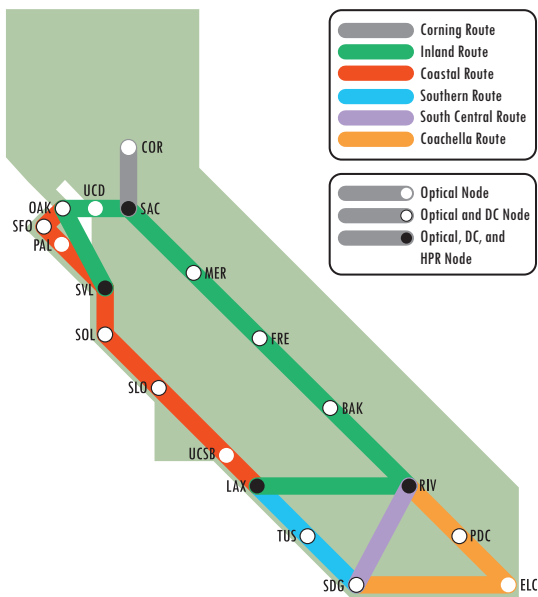 Corning Route
Inland Route
Coastal Route
Southern Route
South Central Route
Coachella Route
Optical Node
Optical and DC Node
Optical, DC, and
HPR Node
COR
UCD
OAK
SAC
SFO
PAL
MER
SVL
SOL
FRE
SLO
BAK
UCSB
LAX
RIV
TUS
PDC
SDG
ELC